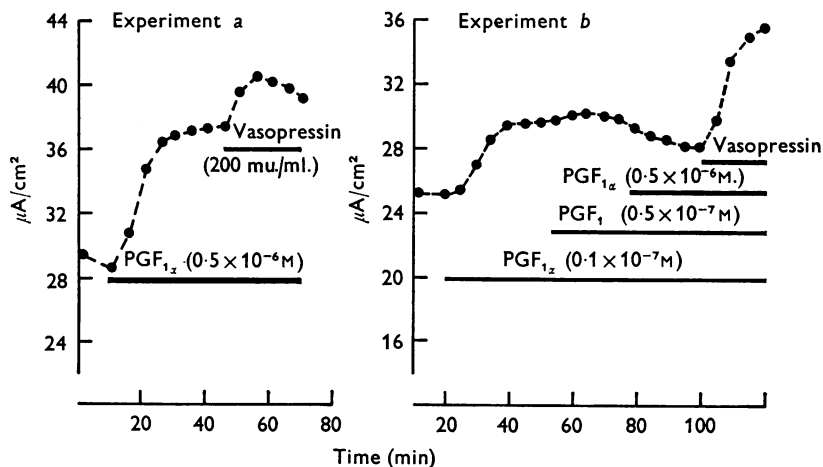 Experiment a
44
40
36
32
28
24
μA/cm²
Vasopressin
(200 mu./ml.)
PGF₁α (0·5×10⁻⁶M)
20
40
60
80
Experiment b
36
32
28
24
20
16
μA/cm²
Vasopressin
PGF₁α (0·5×10⁻⁶M.)
PGF₁ (0·5×10⁻⁷M)
PGF₁α (0·1×10⁻⁷M)
20
40
60
80
100
Time (min)